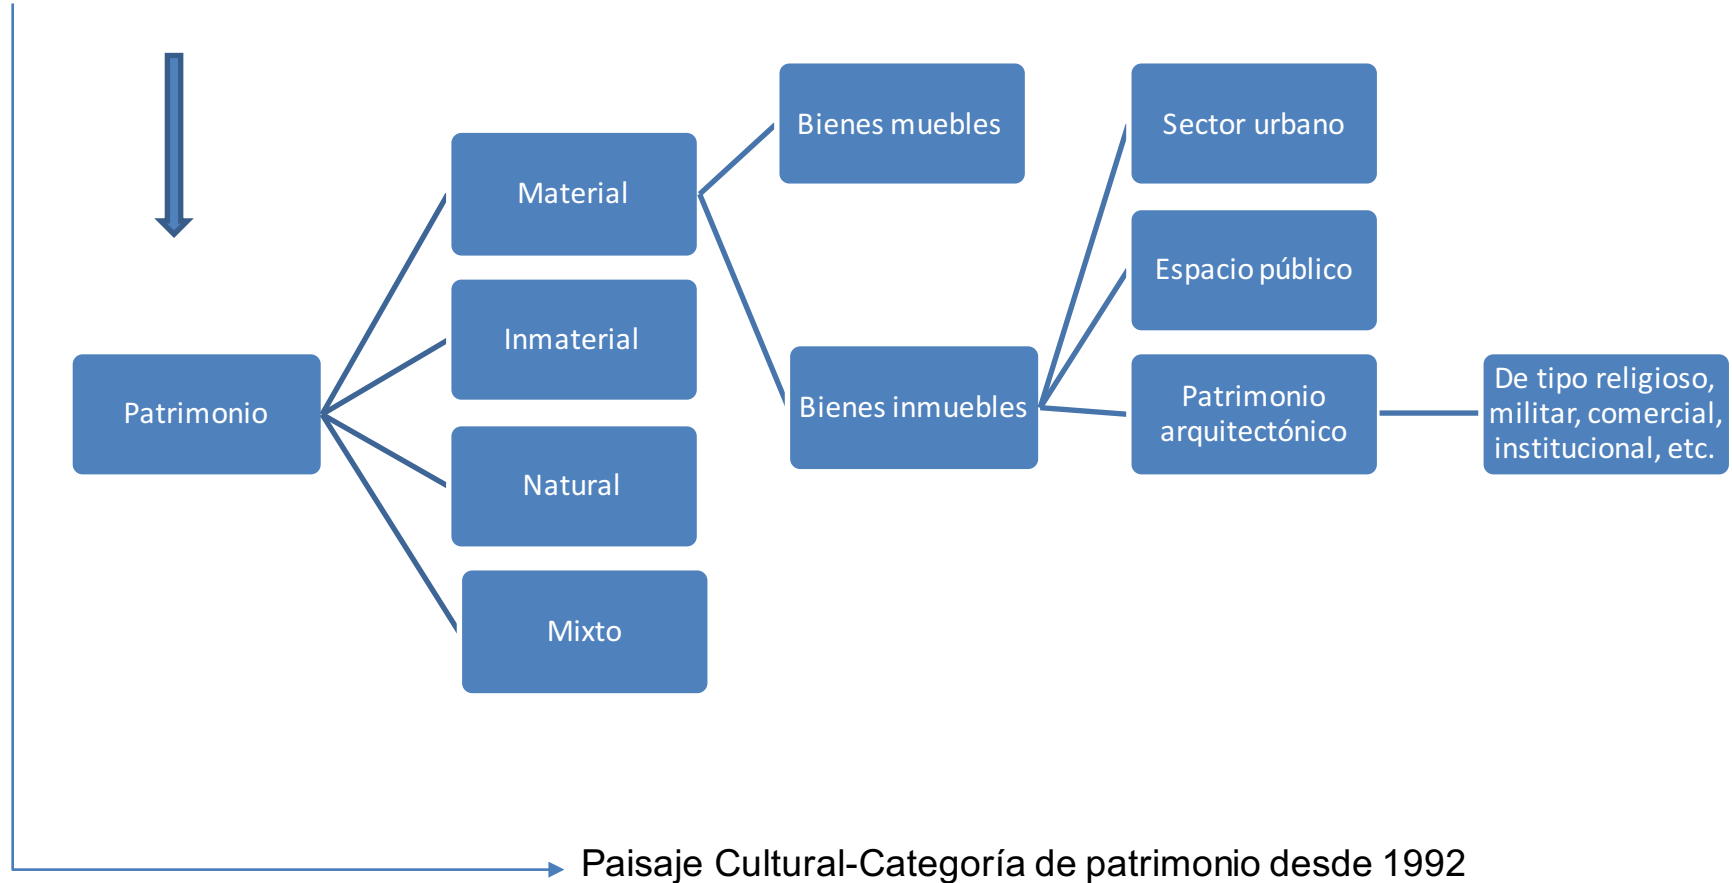 Patrimonio
Material
Inmaterial
Natural
Mixto
Bienes muebles
Bienes inmuebles
Sector urbano
Espacio público
Patrimonio
arquitectónico
De tipo religioso,
militar, comercial,
institucional, etc.
Paisaje Cultural-Categoría de patrimonio desde 1992